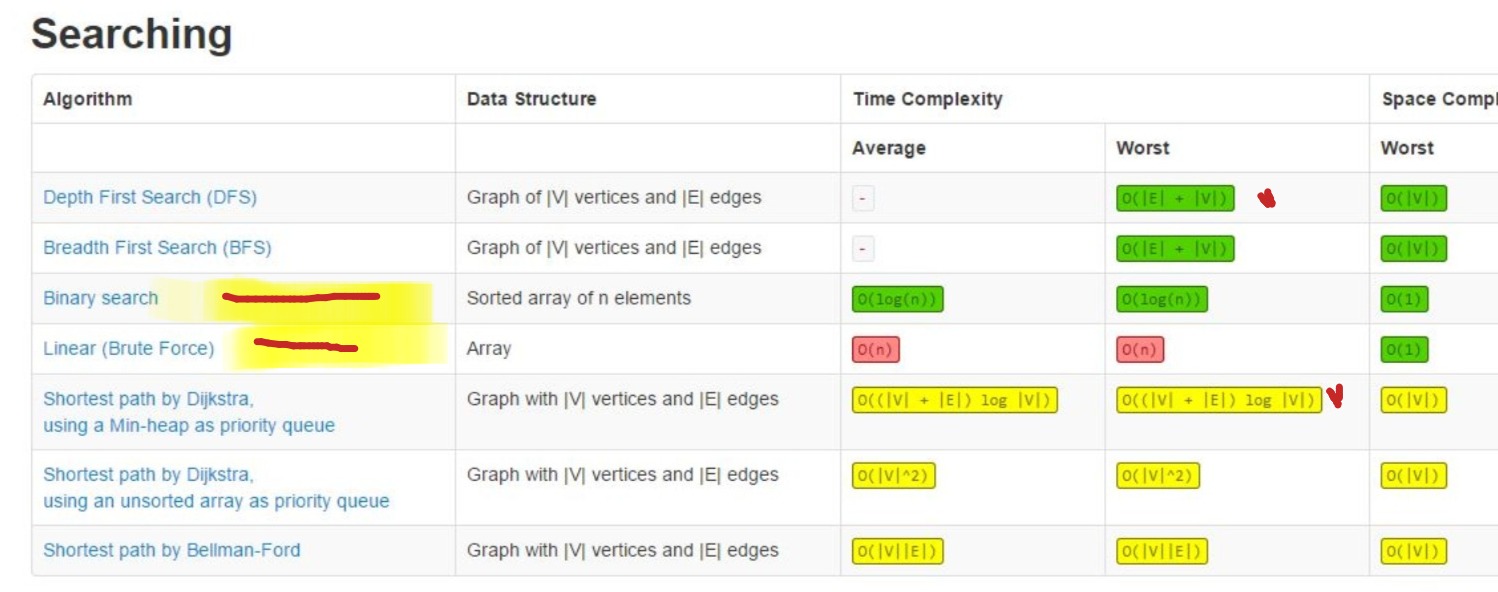 Searching
Algorithm Data Structure Time Complexity Space Compl
Average Worst Worst
Depth First Search (DFS) Graph of |V| vertices and |E| edges - O(|E| + |V|) O(|V|)
Breadth First Search (BFS) Graph of |V| vertices and |E| edges - O(|E| + |V|) O(|V|)
Binary search Sorted array of n elements O(log(n)) O(log(n)) O(1)
Linear (Brute Force) Array O(n) O(n) O(1)
Shortest path by Dijkstra, Graph with |V| vertices and |E| edges O((|V| + |E|) log |V|) O((|V| + |E|) log |V|) O(|V|)
using a Min-heap as priority queue
Shortest path by Dijkstra, Graph with |V| vertices and |E| edges O(|V|^2) O(|V|^2) O(|V|)
using an unsorted array as priority queue
Shortest path by Bellman-Ford Graph with |V| vertices and |E| edges O(|V||E|) O(|V||E|) O(|V|)